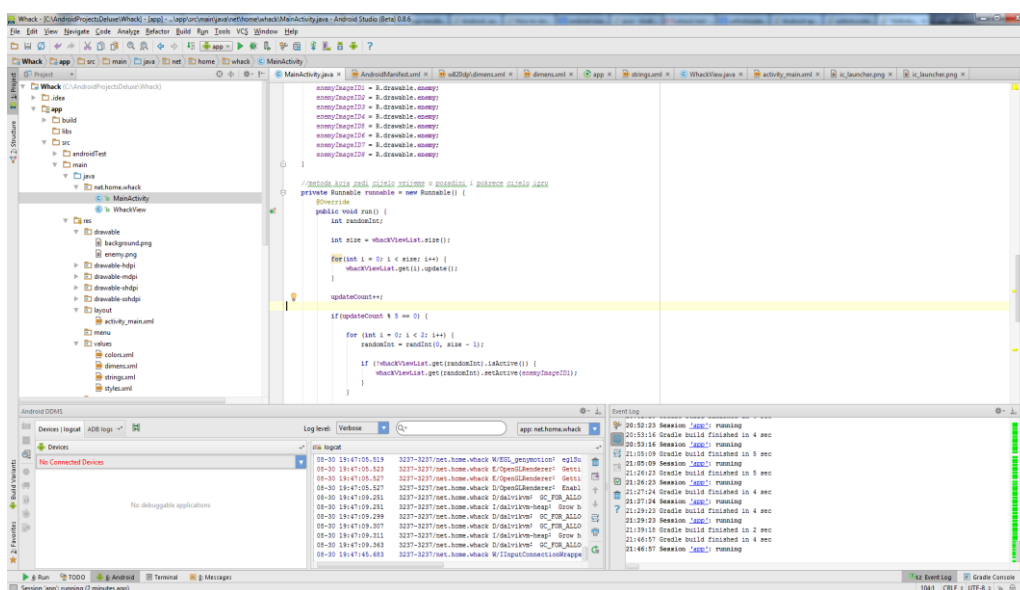 Whack - [C:\AndroidProjectsDeluxe\Whack] - [app] - ...\app\src\main\java\net\home\whack\MainActivity.java - Android Studio (Beta) 0.8.6
File Edit View Navigate Code Analyze Refactor Build Run Tools VCS Window Help
app
Whack app src main java net home whack MainActivity
Project
MainActivity.java AndroidManifest.xml w820dp\dimens.xml dimens.xml app strings.xml WhackView.java activity_main.xml ic_launcher.png ic_launcher.png
1: Project
Z: Structure
Whack (C:\AndroidProjectsDeluxe\Whack)
.idea
app
build
libs
src
androidTest
main
java
net.home.whack
MainActivity
WhackView
res
drawable
background.png
enemy.png
drawable-hdpi
drawable-mdpi
drawable-xhdpi
drawable-xxhdpi
layout
activity_main.xml
menu
values
colors.xml
dimens.xml
strings.xml
styles.xml
enemyImageID1 = R.drawable.enemy;
enemyImageID2 = R.drawable.enemy;
enemyImageID3 = R.drawable.enemy;
enemyImageID4 = R.drawable.enemy;
enemyImageID5 = R.drawable.enemy;
enemyImageID6 = R.drawable.enemy;
enemyImageID7 = R.drawable.enemy;
enemyImageID8 = R.drawable.enemy;
}
//metoda koja radi cijelo vrijeme u pozadini i pokrece cijelu igru
private Runnable runnable = new Runnable() {
@Override
public void run() {
int randomInt;
int size = whackViewList.size();
for(int i = 0; i < size; i++) {
whackViewList.get(i).update();
}
updateCount++;
if(updateCount % 5 == 0) {
for (int i = 0; i < 2; i++) {
randomInt = randInt(0, size - 1);
if (!whackViewList.get(randomInt).isActive()) {
whackViewList.get(randomInt).setActive(enemyImageID1);
}
}
Android DDMS
Devices | logcat ADB logs
Log level: Verbose
app: net.home.whack
Devices
No Connected Devices
No debuggable applications
logcat
08-30 19:47:05.519 3237-3237/net.home.whack W/EGL_genymotion: eglSu
08-30 19:47:05.523 3237-3237/net.home.whack E/OpenGLRenderer: Getti
08-30 19:47:05.527 3237-3237/net.home.whack E/OpenGLRenderer: Getti
08-30 19:47:05.527 3237-3237/net.home.whack D/OpenGLRenderer: Enabl
08-30 19:47:09.251 3237-3237/net.home.whack D/dalvikvm: GC_FOR_ALLO
08-30 19:47:09.251 3237-3237/net.home.whack I/dalvikvm-heap: Grow h
08-30 19:47:09.299 3237-3237/net.home.whack D/dalvikvm: GC_FOR_ALLO
08-30 19:47:09.307 3237-3237/net.home.whack D/dalvikvm: GC_FOR_ALLO
08-30 19:47:09.311 3237-3237/net.home.whack I/dalvikvm-heap: Grow h
08-30 19:47:09.363 3237-3237/net.home.whack D/dalvikvm: GC_FOR_ALLO
08-30 19:47:45.683 3237-3237/net.home.whack W/IInputConnectionWrappe
Event Log
20:52:23 Session 'app': running
20:53:16 Gradle build finished in 4 sec
20:53:16 Session 'app': running
21:05:09 Gradle build finished in 5 sec
21:05:09 Session 'app': running
21:26:23 Gradle build finished in 5 sec
21:26:23 Session 'app': running
21:27:24 Gradle build finished in 4 sec
21:27:24 Session 'app': running
21:29:23 Gradle build finished in 4 sec
21:29:23 Session 'app': running
21:39:18 Gradle build finished in 2 sec
21:46:57 Gradle build finished in 4 sec
21:46:57 Session 'app': running
Build Variants
2: Favorites
4: Run TODO 6: Android Terminal 0: Messages
Event Log Gradle Console
Session 'app': running (2 minutes ago)
104:1 CRLF UTF-8